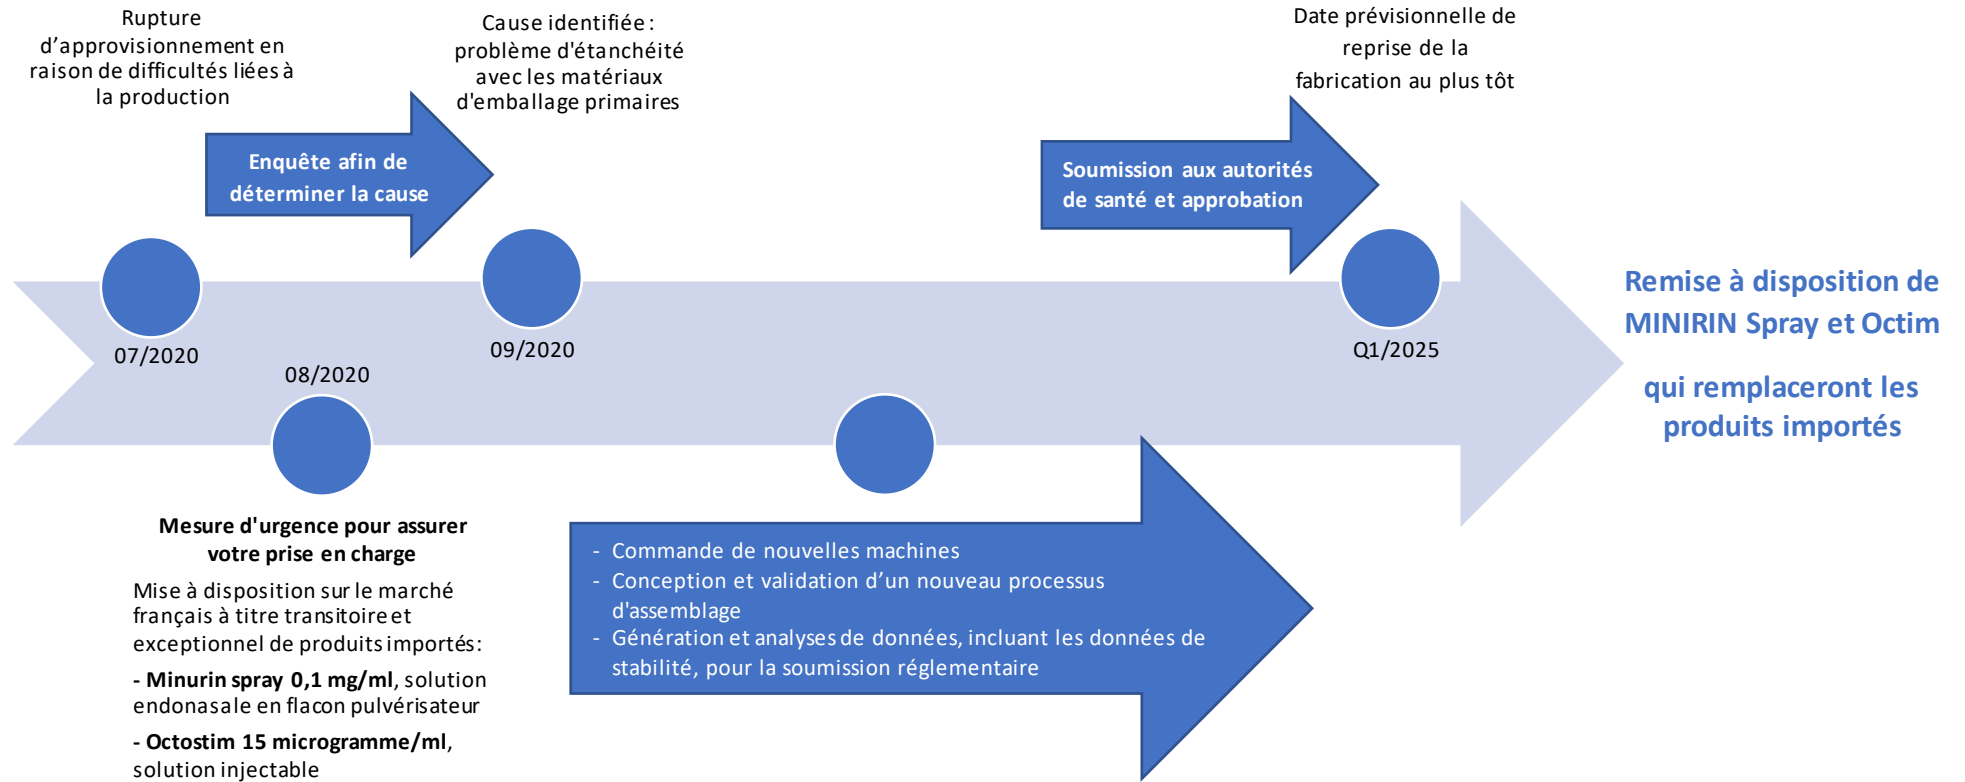 Rupture
d’approvisionnement en
raison de difficultés liées à
la production
Cause identifiée :
problème d'étanchéité
avec les matériaux
d'emballage primaires
Date prévisionnelle de
reprise de la
fabrication au plus tôt
Enquête afin de
déterminer la cause
Soumission aux autorités
de santé et approbation
07/2020
08/2020
09/2020
Q1/2025
Remise à disposition de
MINIRIN Spray et Octim
qui remplaceront les
produits importés
Mesure d'urgence pour assurer
votre prise en charge
Mise à disposition sur le marché
français à titre transitoire et
exceptionnel de produits importés:
- Minurin spray 0,1 mg/ml, solution
endonasale en flacon pulvérisateur
- Octostim 15 microgramme/ml,
solution injectable
- Commande de nouvelles machines
- Conception et validation d’un nouveau processus
d'assemblage
- Génération et analyses de données, incluant les données de
stabilité, pour la soumission réglementaire